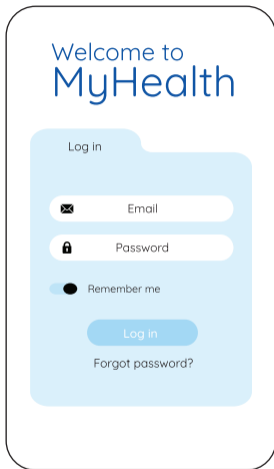 Welcome to
MyHealth
Log in
Email
Password
Remember me
Log in
Forgot password?